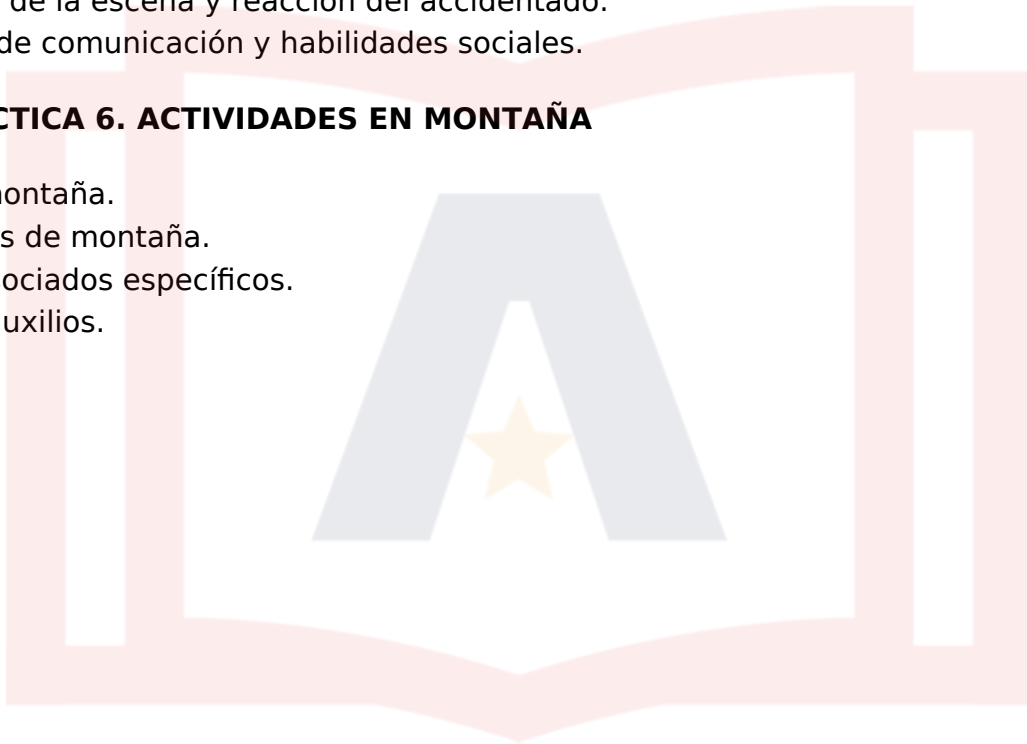 de la escena y reacción del accidentado.
de comunicación y habilidades sociales.
CTICA 6. ACTIVIDADES EN MONTAÑA
montaña.
s de montaña.
sociados específicos.
uxilios.